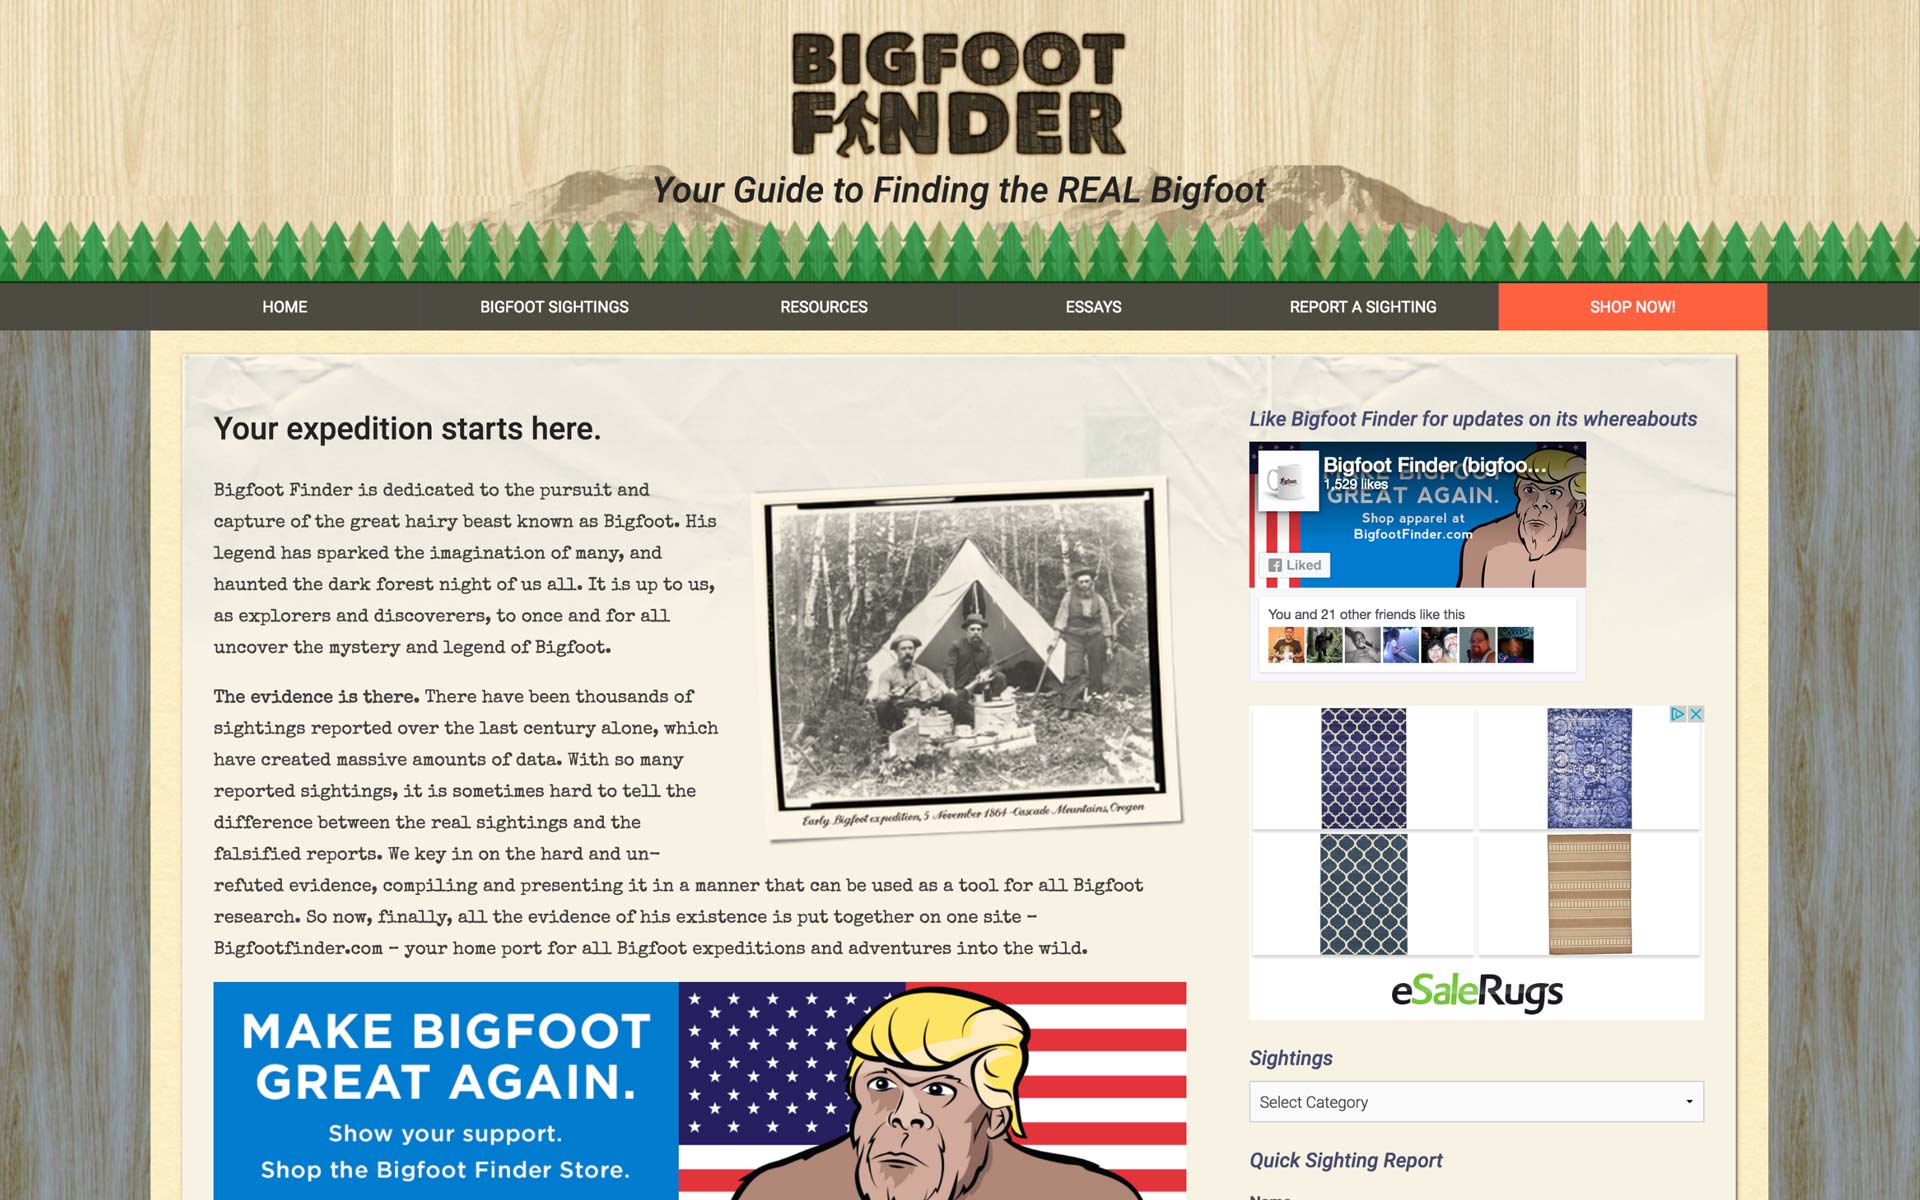 BIGFOOT
FINDER
Your Guide to Finding the REAL Bigfoot
HOME
BIGFOOT SIGHTINGS
RESOURCES
ESSAYS
REPORT A SIGHTING
SHOP NOW!
Your expedition starts here.
Bigfoot Finder is dedicated to the pursuit and
capture of the great hairy beast known as Bigfoot. His
legend has sparked the imagination of many, and
haunted the dark forest night of us all. It is up to us,
as explorers and discoverers, to once and for all
uncover the mystery and legend of Bigfoot.
The evidence is there. There have been thousands of
sightings reported over the last century alone, which
have created massive amounts of data. With so many
reported sightings, it is sometimes hard to tell the
difference between the real sightings and the
falsified reports. We key in on the hard and un-
refuted evidence, compiling and presenting it in a manner that can be used as a tool for all Bigfoot
research. So now, finally, all the evidence of his existence is put together on one site –
Bigfootfinder.com – your home port for all Bigfoot expeditions and adventures into the wild.
Early Bigfoot expedition, 5 November 1864 -Cascade Mountains, Oregon
MAKE BIGFOOT
GREAT AGAIN.
Show your support.
Shop the Bigfoot Finder Store.
Like Bigfoot Finder for updates on its whereabouts
Bigfoot Finder (bigfoo...
1,529 likes
MAKE BIGFOOT
GREAT AGAIN.
Shop apparel at
BigfootFinder.com
Liked
You and 21 other friends like this
eSaleRugs
Sightings
Select Category
Quick Sighting Report